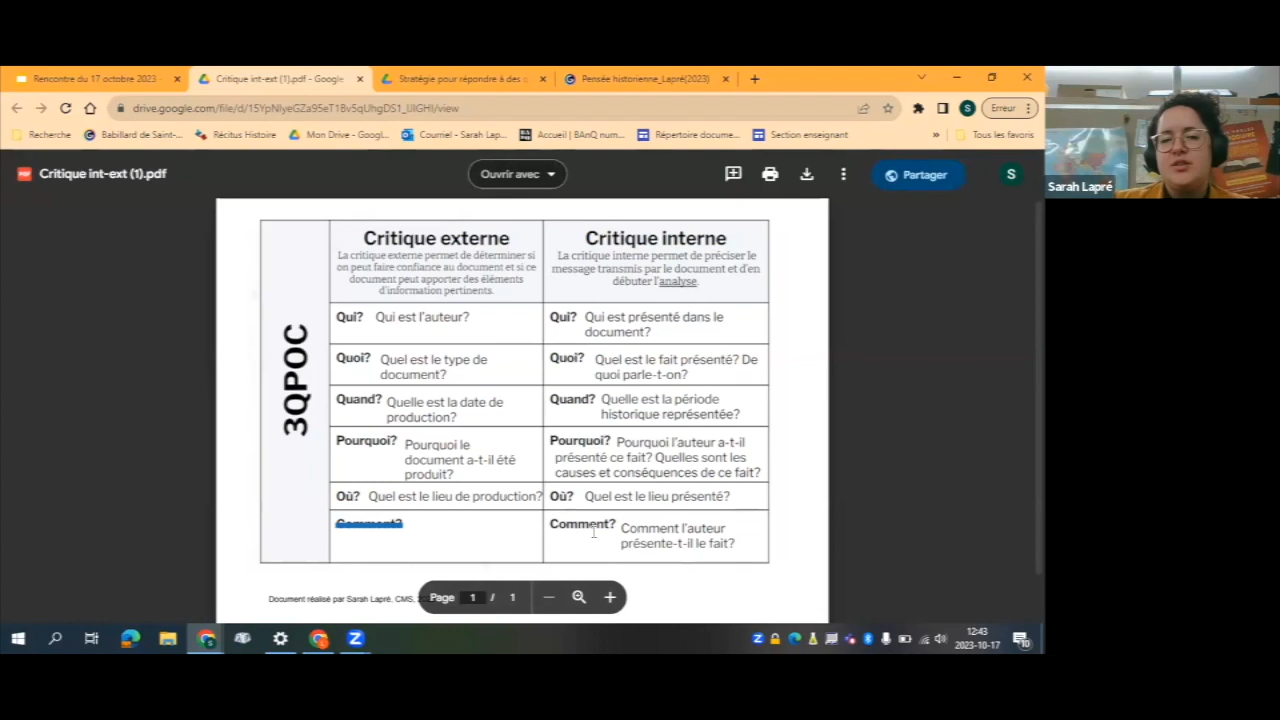 Rencontre du 17 octobre 2023
Critique int-ext (1).pdf - Google
Stratégie pour répondre à des
Pensée historienne_Lapré(2023)
Erreur
Recherche
Babillard de Saint-...
Récitus Histoire
Mon Drive - Googl...
Courriel - Sarah Lap...
Accueil | BAnQ num...
Répertoire docume...
Section enseignant
»
Tous les favoris
PDF
Critique int-ext (1).pdf
Ouvrir avec
Partager
S
Sarah Lapré
3QPOC
Critique externe
La critique externe permet de déterminer si
on peut faire confiance au document et si ce
document peut apporter des éléments
d'information pertinents.
Critique interne
La critique interne permet de préciser le
message transmis par le document et d'en
débuter l'analyse.
Qui? Qui est l'auteur?
Qui? Qui est présenté dans le
document?
Quoi? Quel est le type de
document?
Quoi? Quel est le fait présenté? De
quoi parle-t-on?
Quand? Quelle est la date de
production?
Quand? Quelle est la période
historique représentée?
Pourquoi? Pourquoi le
document a-t-il été
produit?
Pourquoi? Pourquoi l'auteur a-t-il
présenté ce fait? Quelles sont les
causes et conséquences de ce fait?
Où? Quel est le lieu de production?
Où? Quel est le lieu présenté?
Comment?
Comment? Comment l'auteur
présente-t-il le fait?
Document réalisé par Sarah Lapré, CMS,
Page 1 / 1
12:43
2023-10-17
10